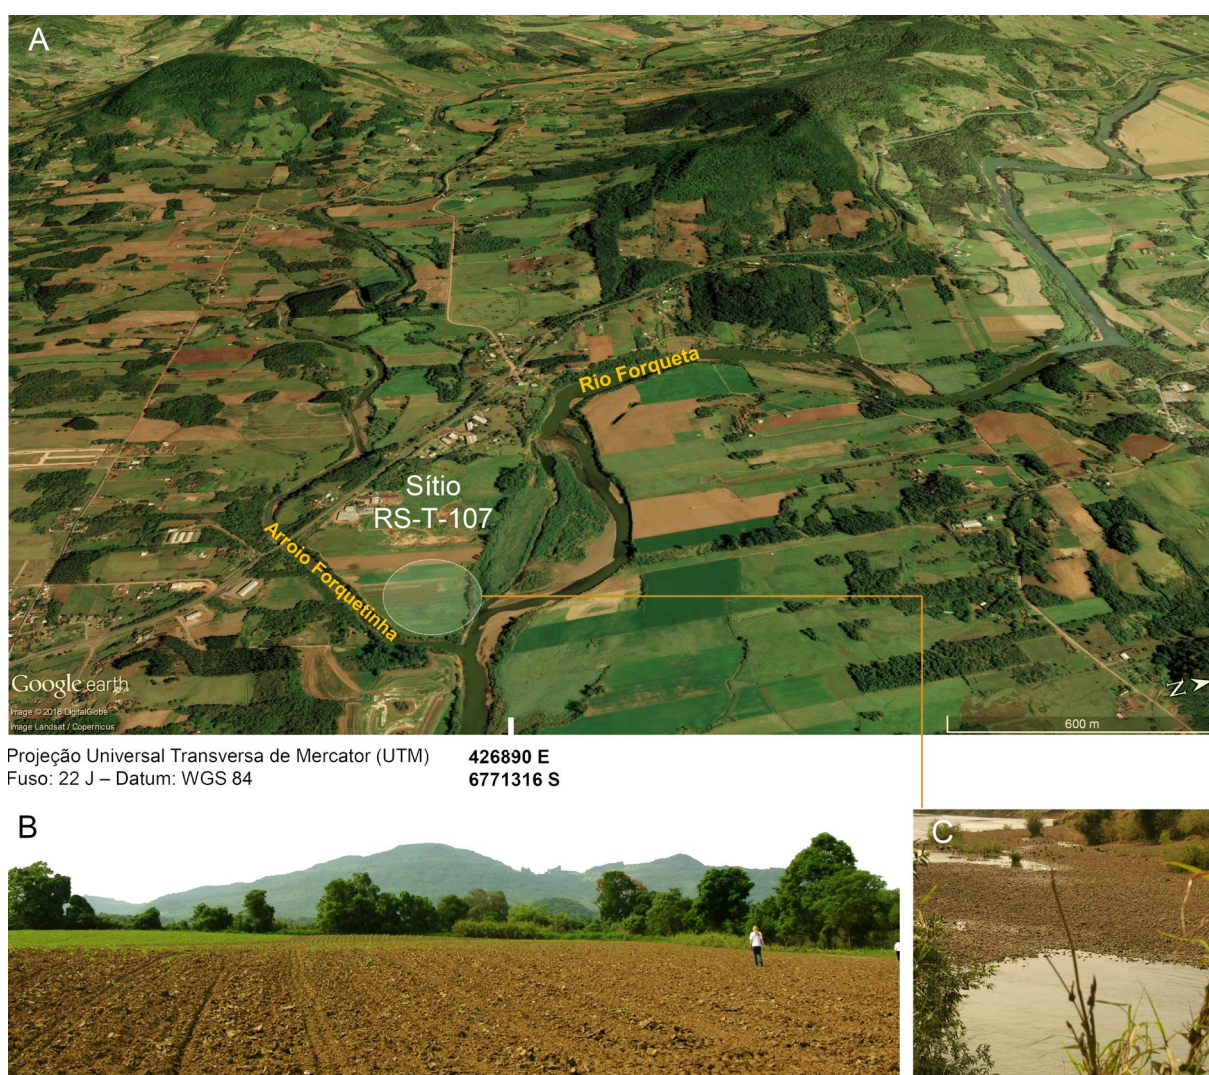 A
Rio Forqueta
Sítio
RS-T-107
Arroio Forquetinha
Google earth
Image © 2018 DigitalGlobe
Image Landsat / Copernicus
N
600 m
Projeção Universal Transversa de Mercator (UTM) 426890 E
Fuso: 22 J – Datum: WGS 84 6771316 S
B
C